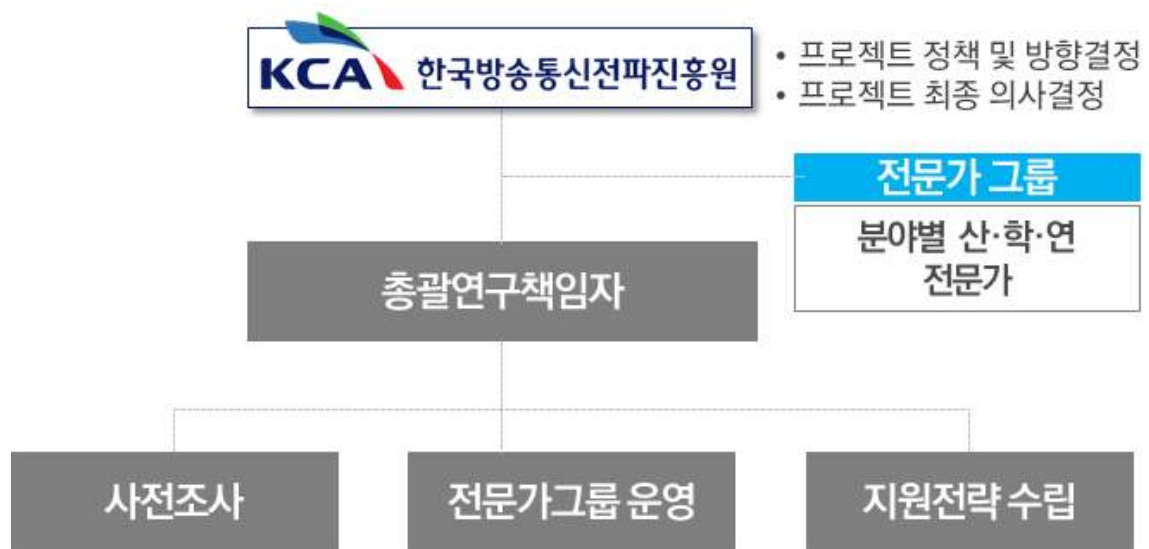 KCA 한국방송통신전파진흥원
• 프로젝트 정책 및 방향결정
• 프로젝트 최종 의사결정
전문가 그룹
분야별 산·학·연
전문가
총괄연구책임자
사전조사
전문가그룹 운영
지원전략 수립